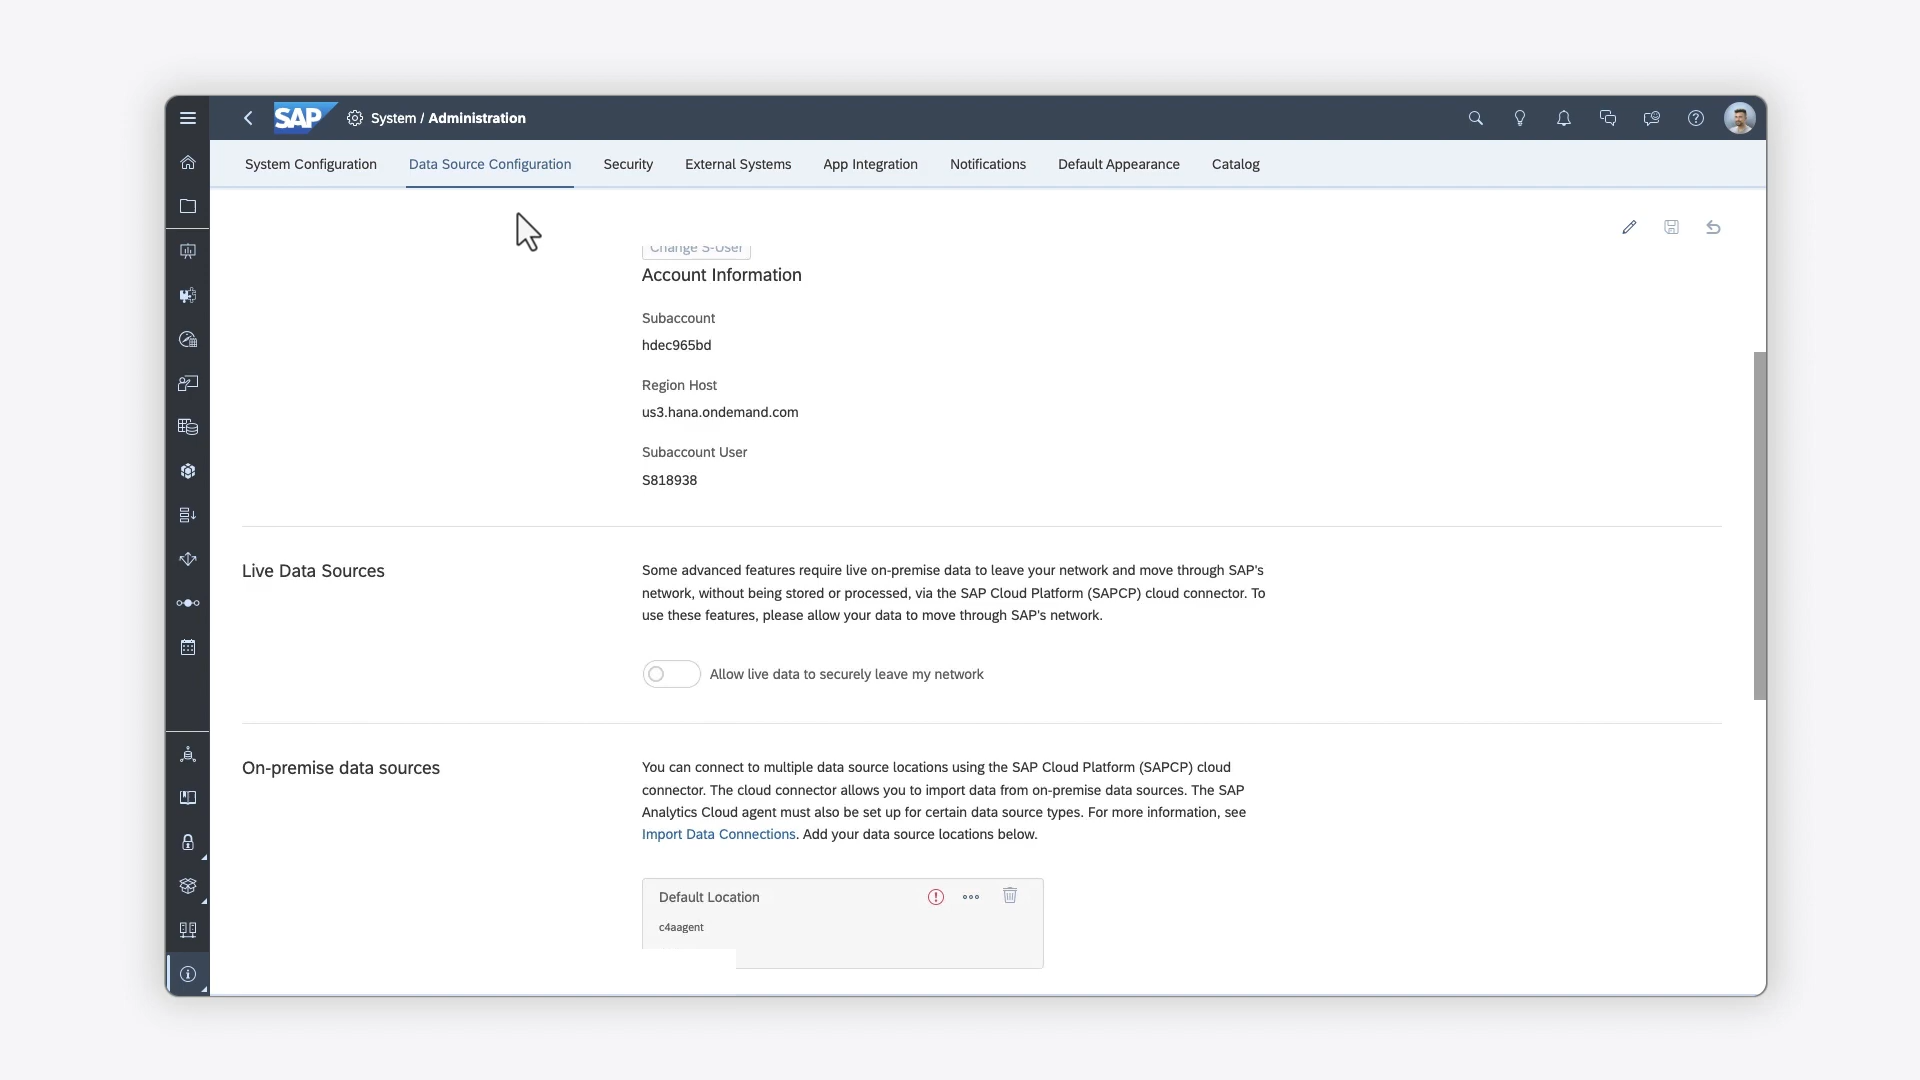 SAP System / Administration
System Configuration Data Source Configuration Security External Systems App Integration Notifications Default Appearance Catalog
Change S-User
Account Information
Subaccount
hdec965bd
Region Host
us3.hana.ondemand.com
Subaccount User
S818938
Live Data Sources
Some advanced features require live on-premise data to leave your network and move through SAP's
network, without being stored or processed, via the SAP Cloud Platform (SAPCP) cloud connector. To
use these features, please allow your data to move through SAP's network.
Allow live data to securely leave my network
On-premise data sources
You can connect to multiple data source locations using the SAP Cloud Platform (SAPCP) cloud
connector. The cloud connector allows you to import data from on-premise data sources. The SAP
Analytics Cloud agent must also be set up for certain data source types. For more information, see
Import Data Connections. Add your data source locations below.
Default Location
c4aagent